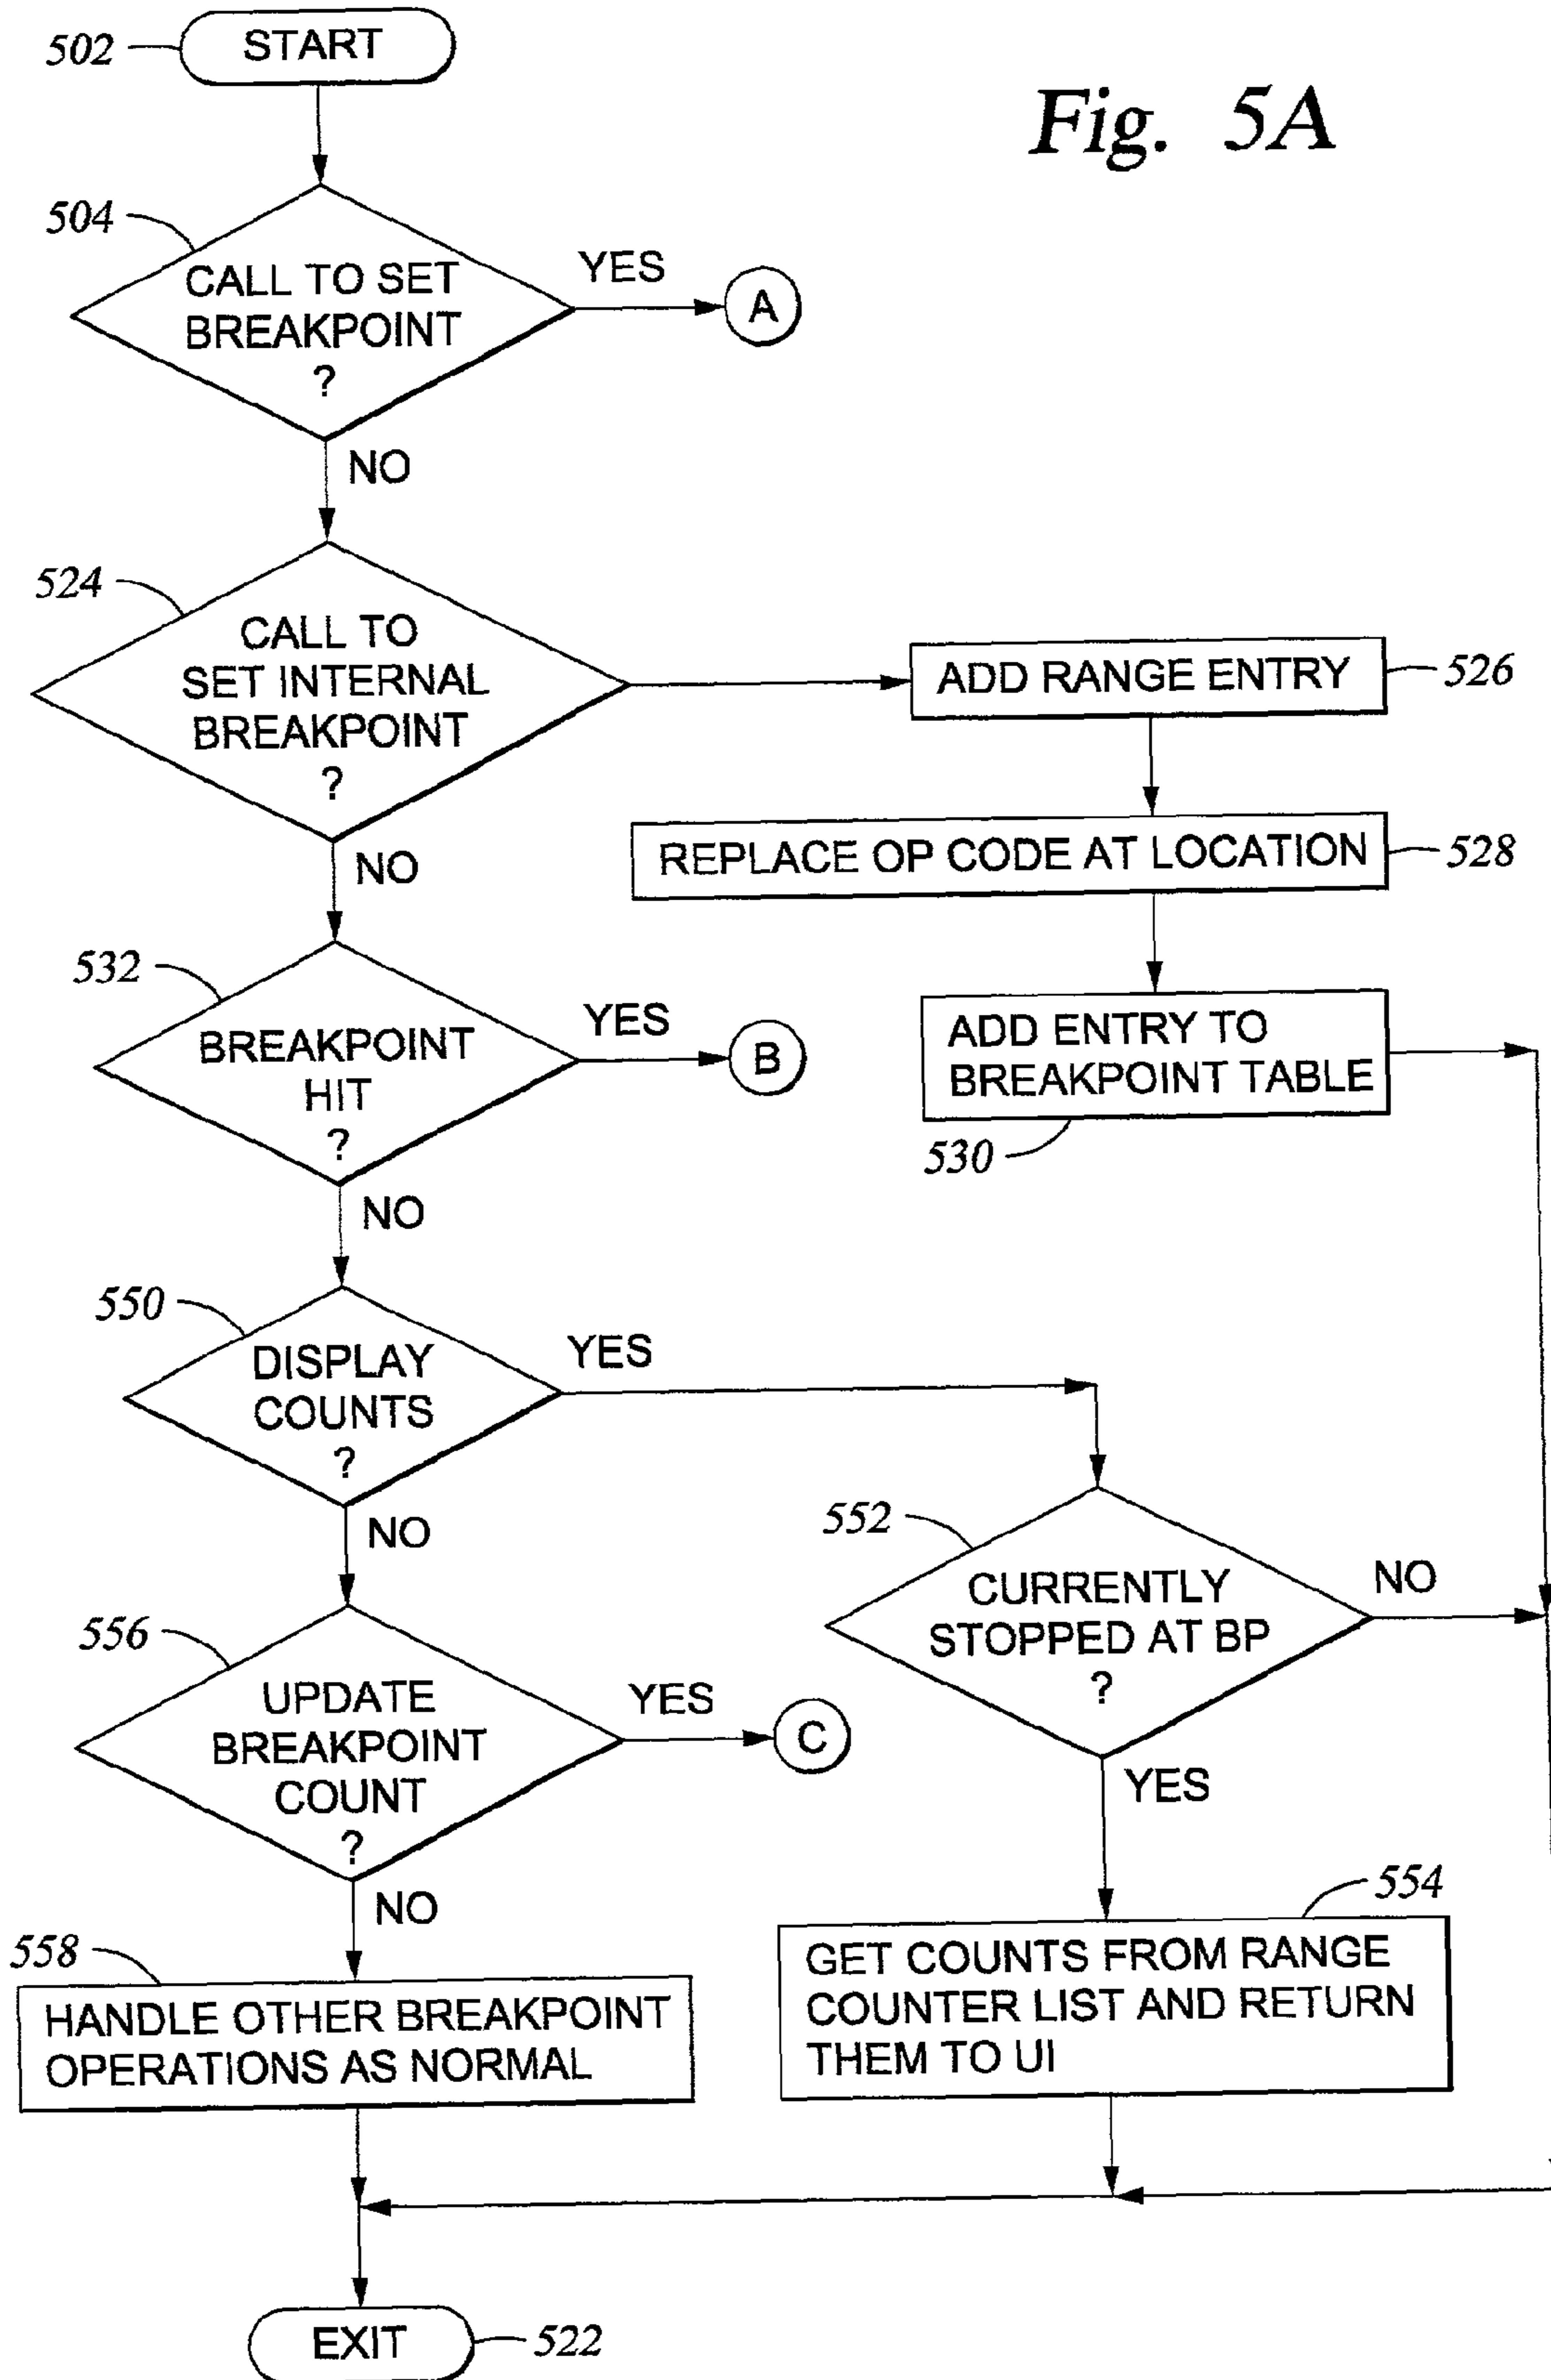 502
START
Fig. 5A
504
CALL TO SET
BREAKPOINT
?
YES
A
NO
524
CALL TO
SET INTERNAL
BREAKPOINT
?
ADD RANGE ENTRY
526
NO
REPLACE OP CODE AT LOCATION
528
532
BREAKPOINT
HIT
?
YES
B
ADD ENTRY TO
BREAKPOINT TABLE
530
NO
550
DISPLAY
COUNTS
?
YES
NO
552
CURRENTLY
STOPPED AT BP
?
NO
YES
556
UPDATE
BREAKPOINT
COUNT
?
YES
C
NO
554
GET COUNTS FROM RANGE
COUNTER LIST AND RETURN
THEM TO UI
558
HANDLE OTHER BREAKPOINT
OPERATIONS AS NORMAL
EXIT
522